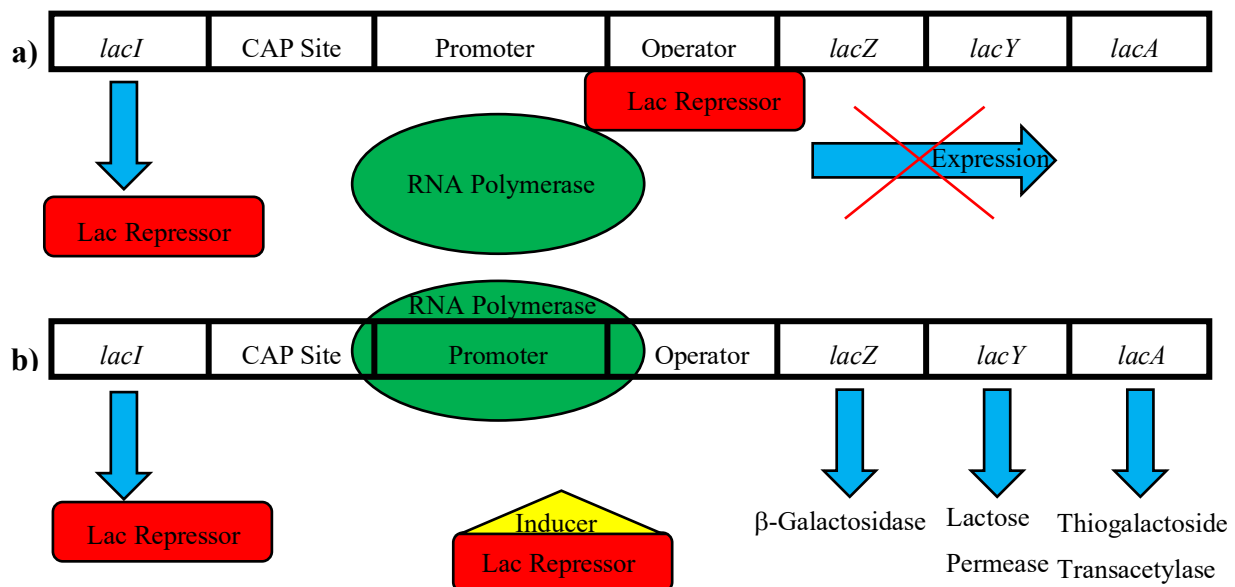 a) lacI CAP Site Promoter Operator lacZ lacY lacA
Lac Repressor
RNA Polymerase
Expression
Lac Repressor
RNA Polymerase
b) lacI CAP Site Promoter Operator lacZ lacY lacA
Lac Repressor
Inducer
Lac Repressor
β-Galactosidase
Lactose
Permease
Thiogalactoside
Transacetylase